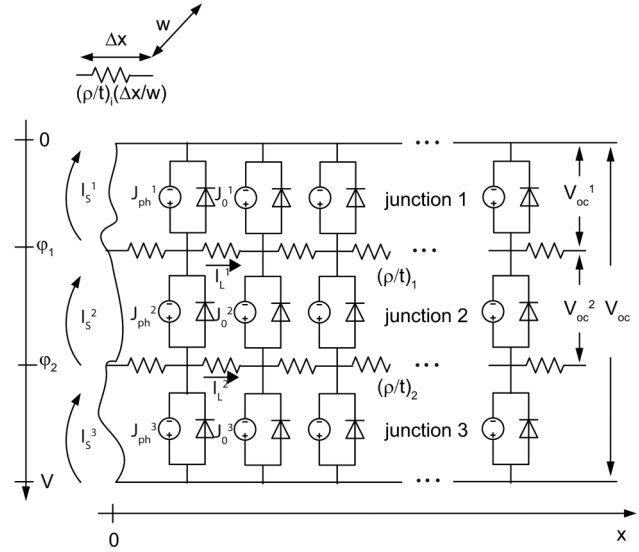 w
Δx
(ρ/t)i(Δx/w)
0
...
Is1
Jph1
J01
junction 1
Voc1
φ1
IL1
(ρ/t)1
...
Is2
Jph2
J02
junction 2
Voc2
Voc
φ2
IL2
(ρ/t)2
...
Is3
Jph3
J03
junction 3
V
...
0
x